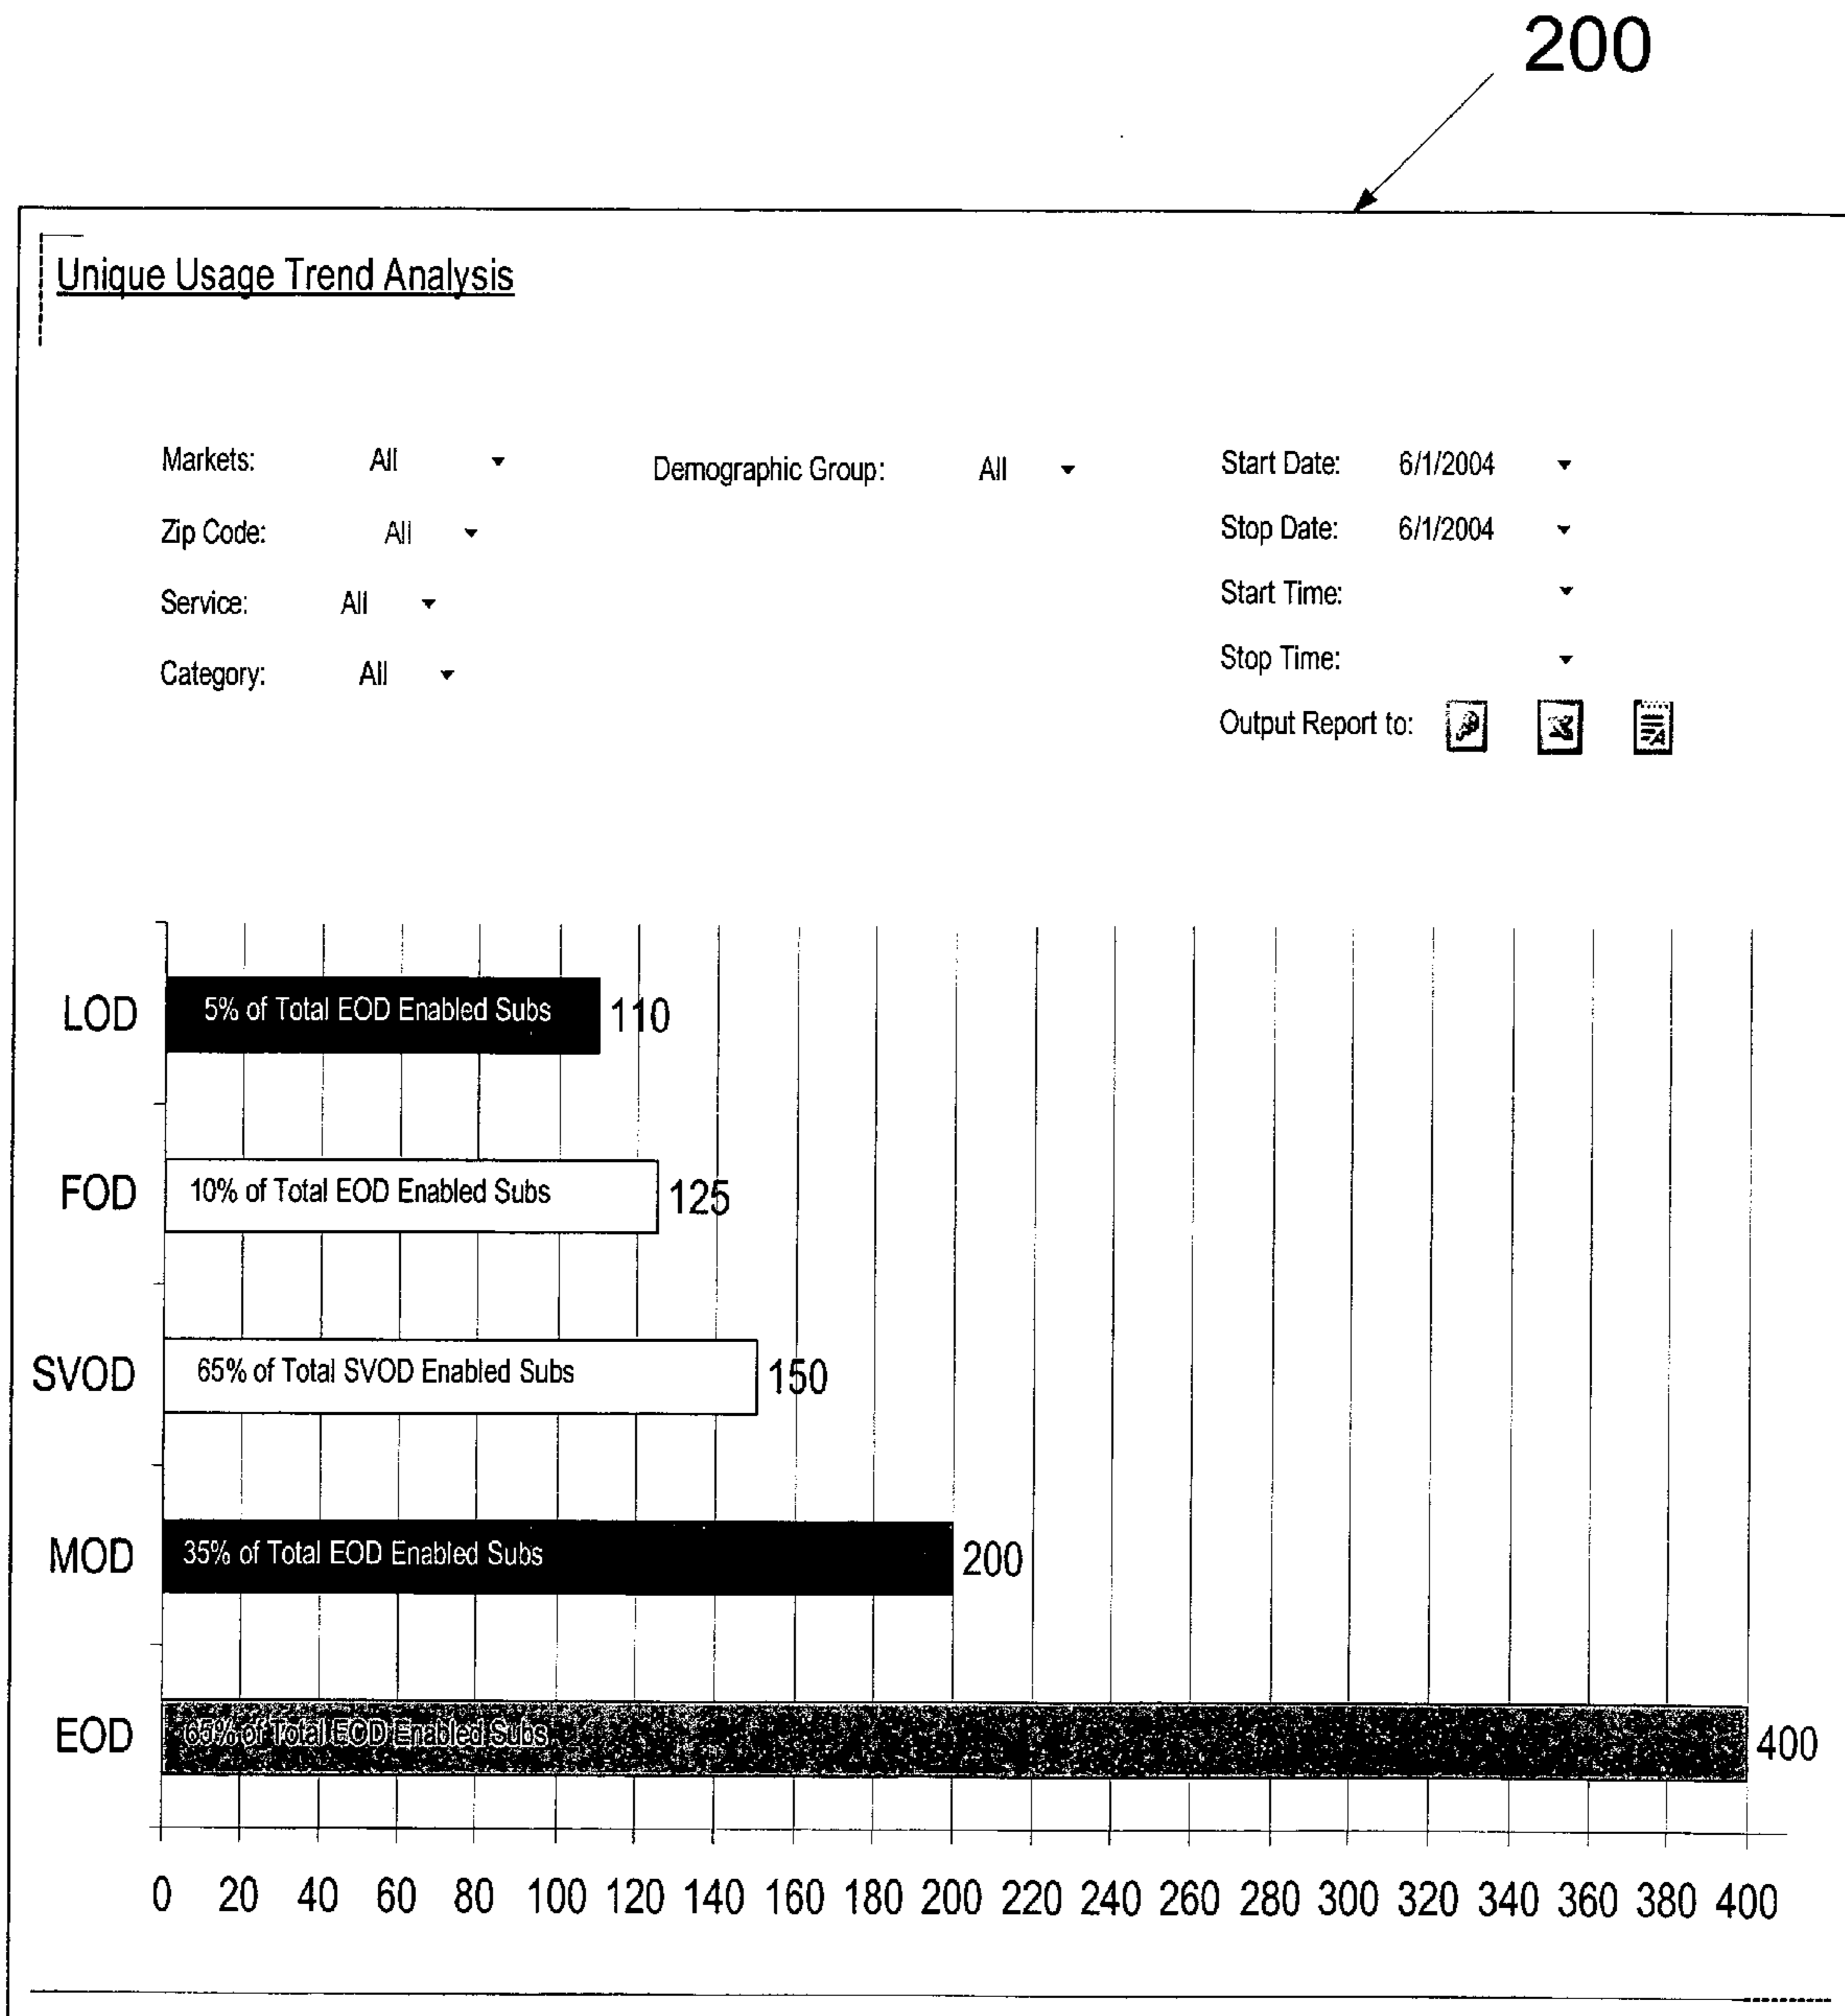 200
Unique Usage Trend Analysis
Markets: All
Demographic Group: All
Start Date: 6/1/2004
Zip Code: All
Stop Date: 6/1/2004
Service: All
Start Time:
Category: All
Stop Time:
Output Report to:
LOD 5% of Total EOD Enabled Subs 110
FOD 10% of Total EOD Enabled Subs 125
SVOD 65% of Total SVOD Enabled Subs 150
MOD 35% of Total EOD Enabled Subs 200
EOD 65% of Total EOD Enabled Subs 400
0 20 40 60 80 100 120 140 160 180 200 220 240 260 280 300 320 340 360 380 400